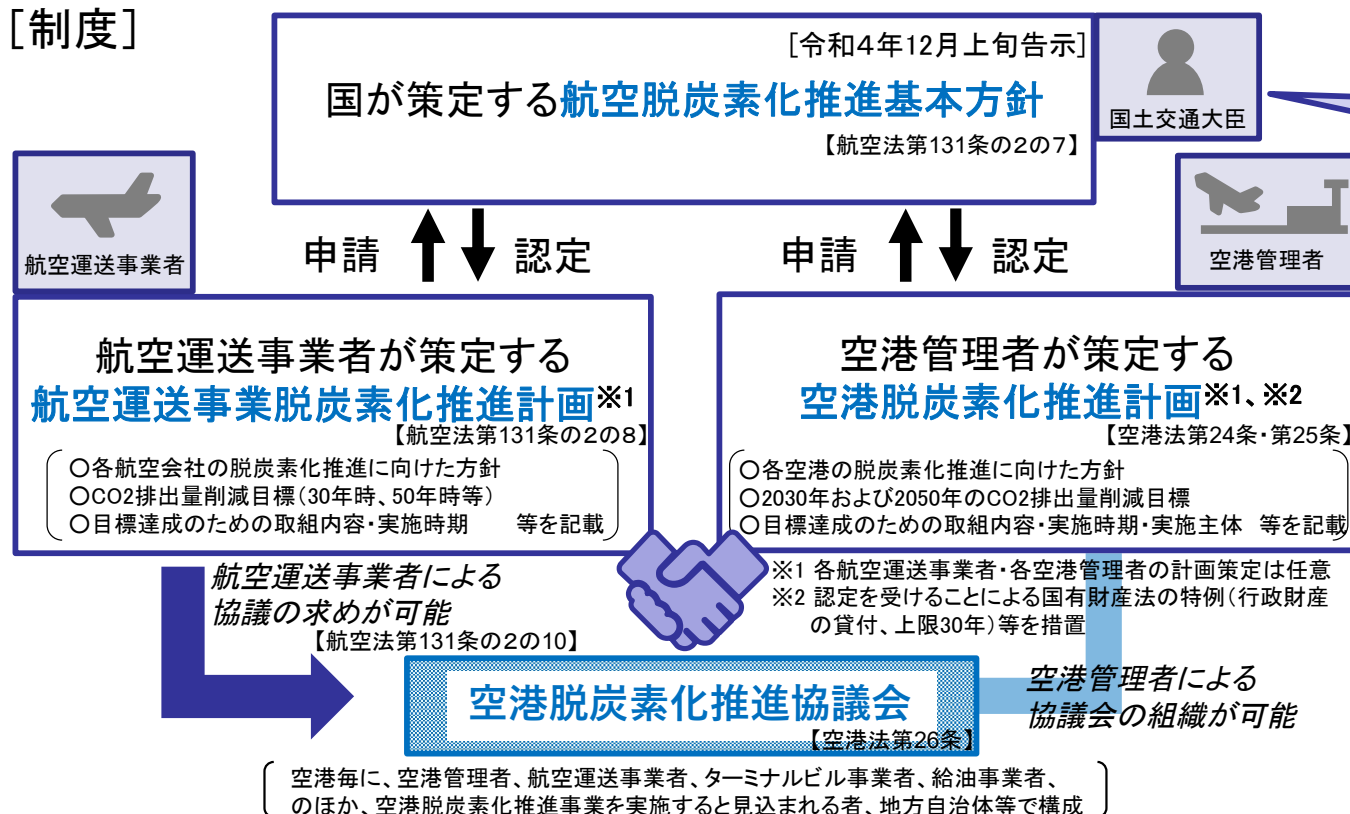 [制度]
[令和4年12月上旬告示]
国が策定する航空脱炭素化推進基本方針
【航空法第131条の2の7】
国土交通大臣
航空運送事業者
空港管理者
申請
認定
申請
認定
航空運送事業者が策定する
航空運送事業脱炭素化推進計画※1
【航空法第131条の2の8】
○各航空会社の脱炭素化推進に向けた方針
○CO2排出量削減目標(30年時、50年時等)
○目標達成のための取組内容・実施時期　等を記載
空港管理者が策定する
空港脱炭素化推進計画※1、※2
【空港法第24条・第25条】
○各空港の脱炭素化推進に向けた方針
○2030年および2050年のCO2排出量削減目標
○目標達成のための取組内容・実施時期・実施主体　等を記載
※1 各航空運送事業者・各空港管理者の計画策定は任意
※2 認定を受けることによる国有財産法の特例(行政財産
の貸付、上限30年)等を措置
航空運送事業者による
協議の求めが可能
【航空法第131条の2の10】
空港脱炭素化推進協議会
【空港法第26条】
空港管理者による
協議会の組織が可能
空港毎に、空港管理者、航空運送事業者、ターミナルビル事業者、給油事業者、
のほか、空港脱炭素化推進事業を実施すると見込まれる者、地方自治体等で構成